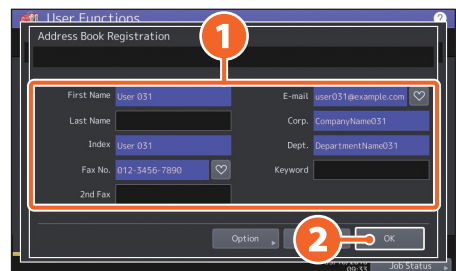 User Functions
?
Address Book Registration
1
First Name User 031 E-mail user031@example.com
Last Name Corp. CompanyName031
Index User 031 Dept. DepartmentName031
Fax No. 012-3456-7890 Keyword
2nd Fax
Option 2 OK
09:33 Job Status